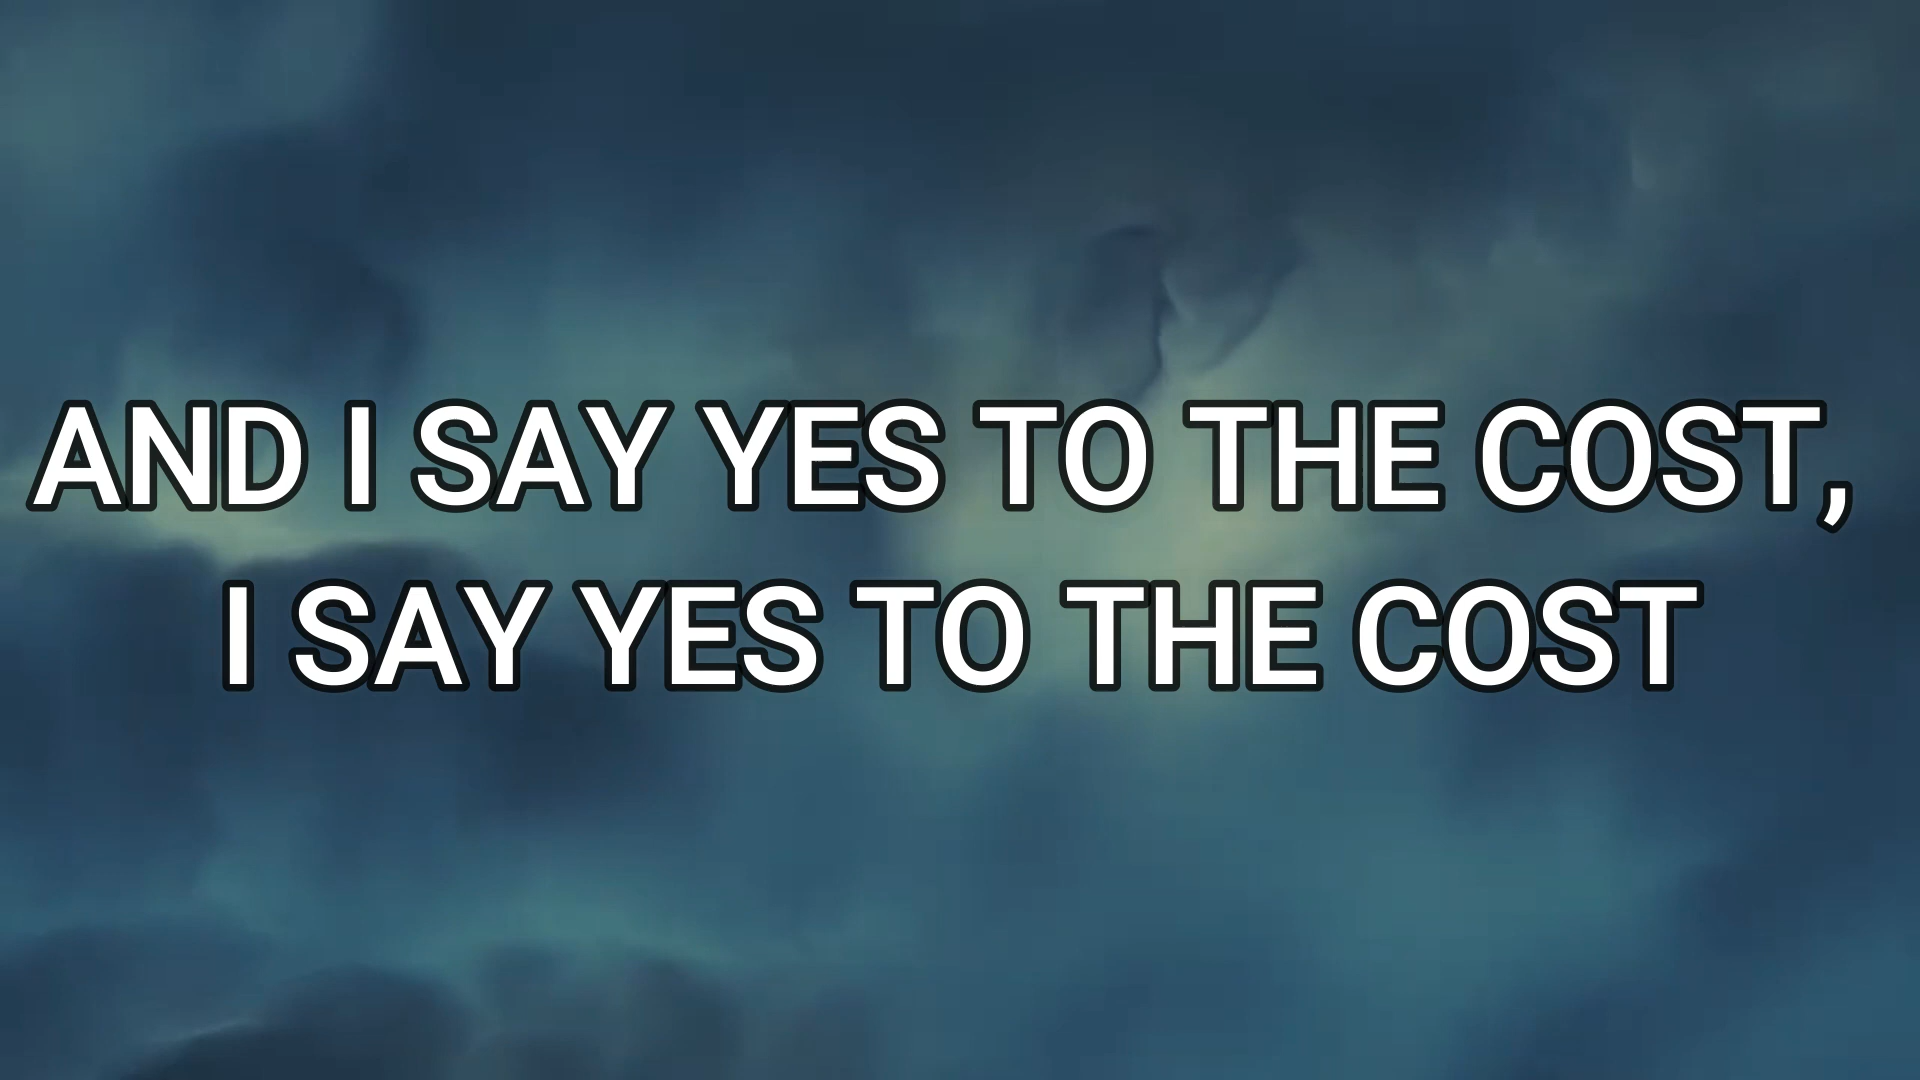 AND I SAY YES TO THE COST,
I SAY YES TO THE COST